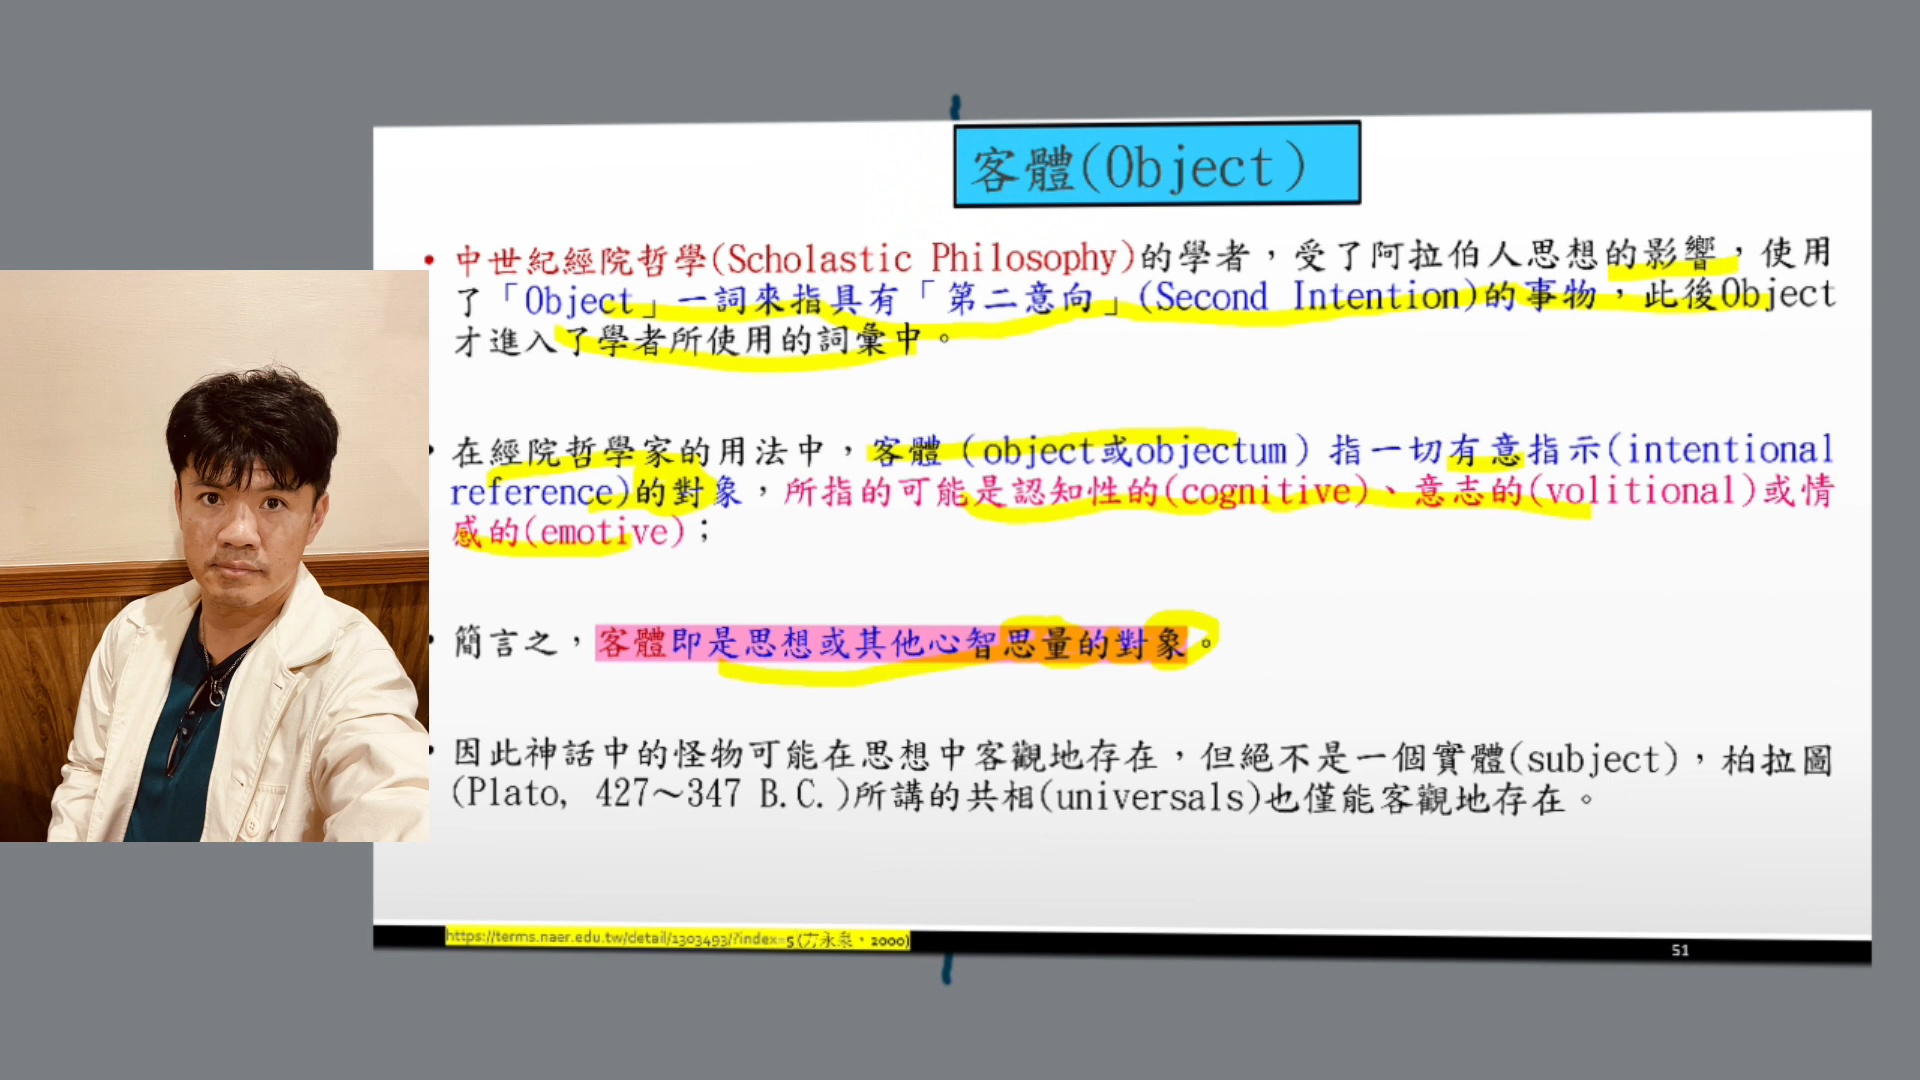 客體(Object)
• 中世紀經院哲學(Scholastic Philosophy)的學者，受了阿拉伯人思想的影響，使用
了「Object」一詞來指具有「第二意向」(Second Intention)的事物，此後Object
才進入了學者所使用的詞彙中。
• 在經院哲學家的用法中，客體（object或objectum）指一切有意指示(intentional
reference)的對象，所指的可能是認知性的(cognitive)、意志的(volitional)或情
感的(emotive)；
• 簡言之，客體即是思想或其他心智思量的對象。
• 因此神話中的怪物可能在思想中客觀地存在，但絕不是一個實體(subject)，柏拉圖
(Plato, 427～347 B.C.)所講的共相(universals)也僅能客觀地存在。
https://terms.naer.edu.tw/detail/1303493/?index=5(方永泉，2000)
51